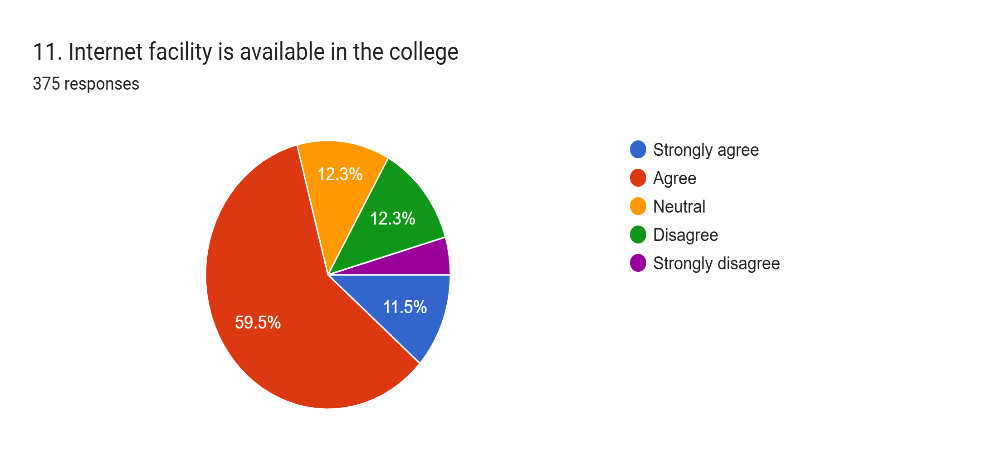 11. Internet facility is available in the college
375 responses
Strongly agree
Agree
Neutral
Disagree
Strongly disagree
12.3%
12.3%
11.5%
59.5%